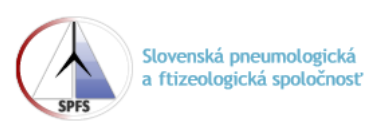 Slovenská pneumologická
a ftizeologická spoločnosť
SPFS